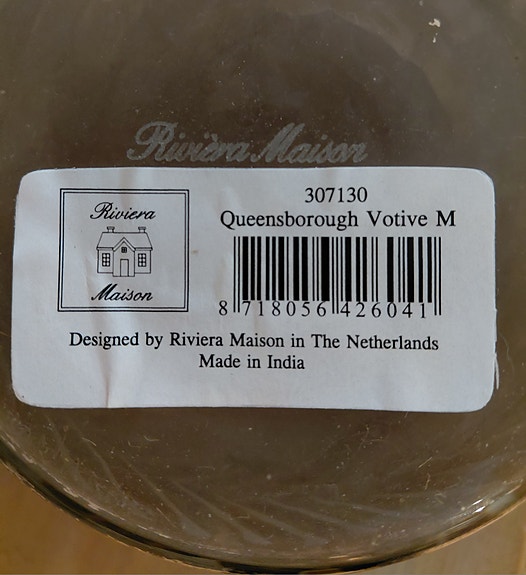 Rivièra Maison
Riviera
Maison
307130
Queensborough Votive M
8 718056 426041
Designed by Riviera Maison in The Netherlands
Made in India